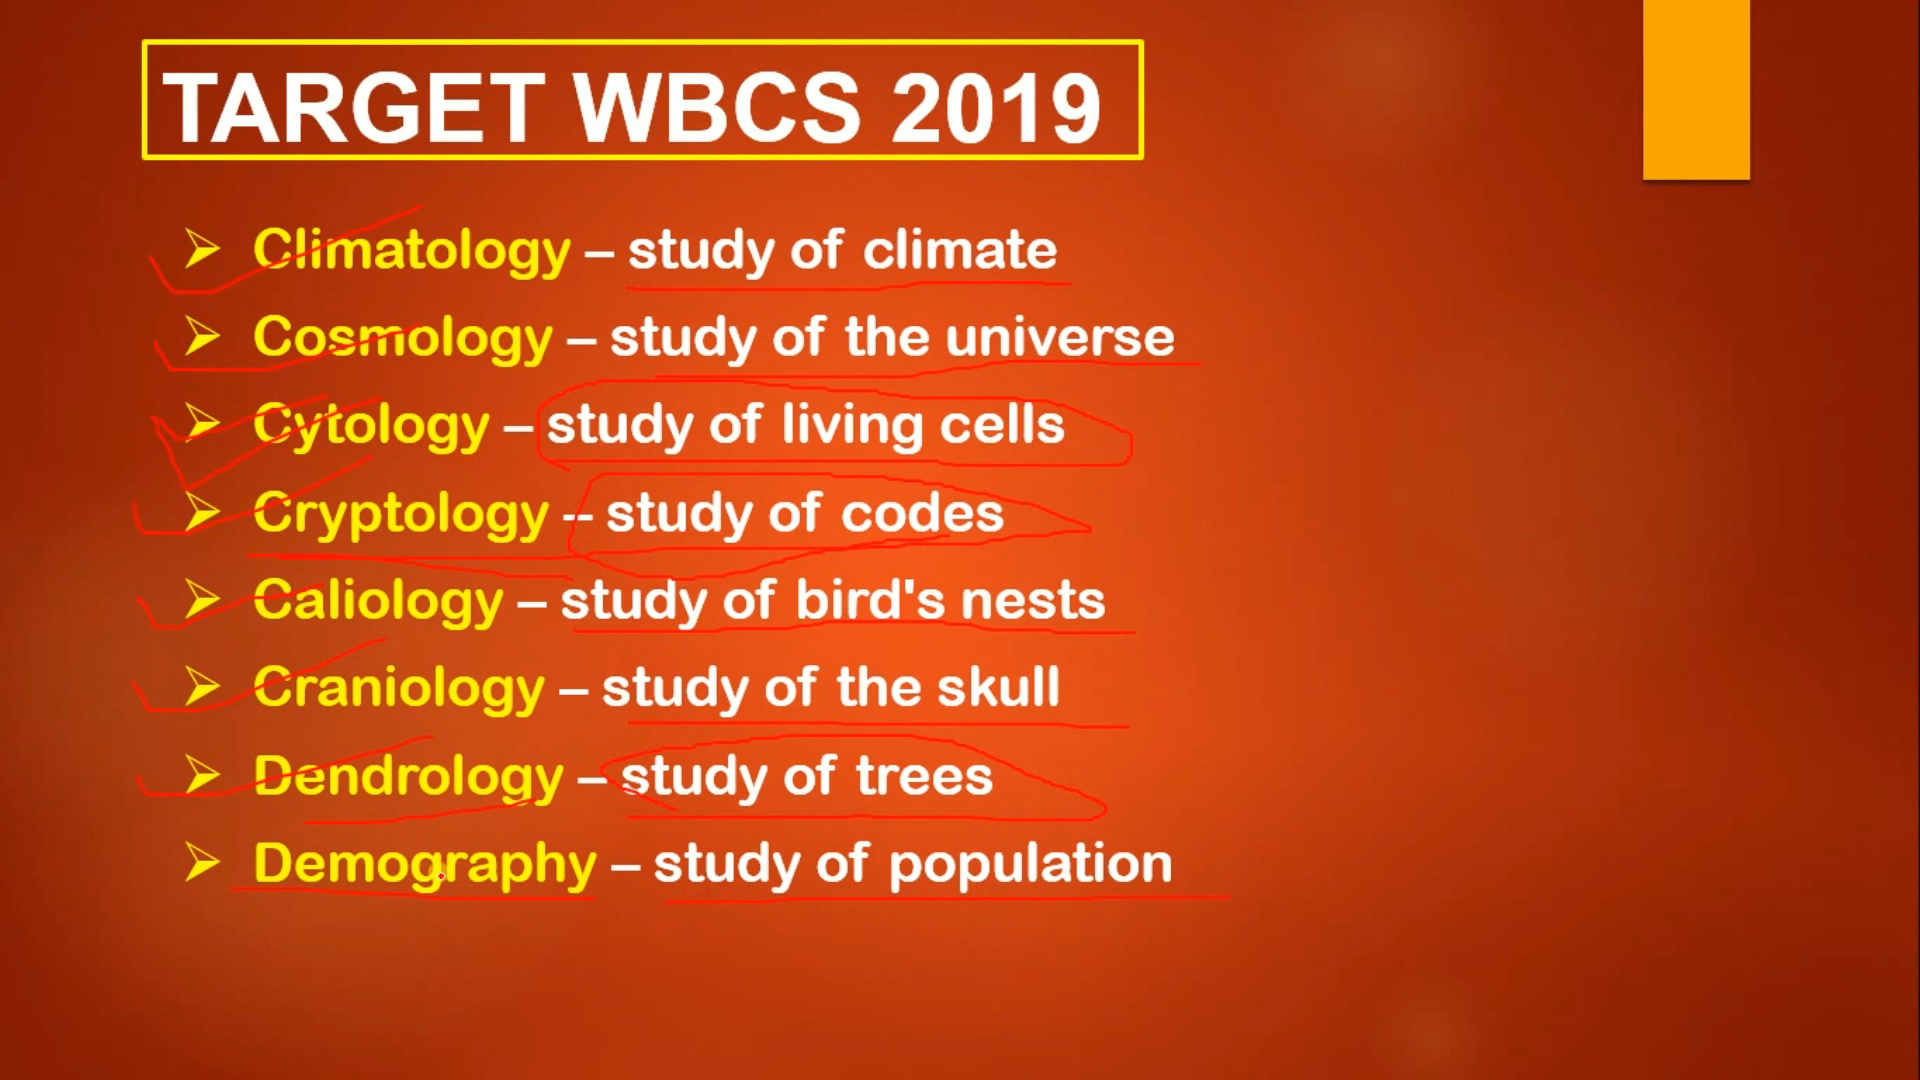 TARGET WBCS 2019
Climatology – study of climate
Cosmology – study of the universe
Cytology – study of living cells
Cryptology -- study of codes
Caliology – study of bird's nests
Craniology – study of the skull
Dendrology – study of trees
Demography – study of population